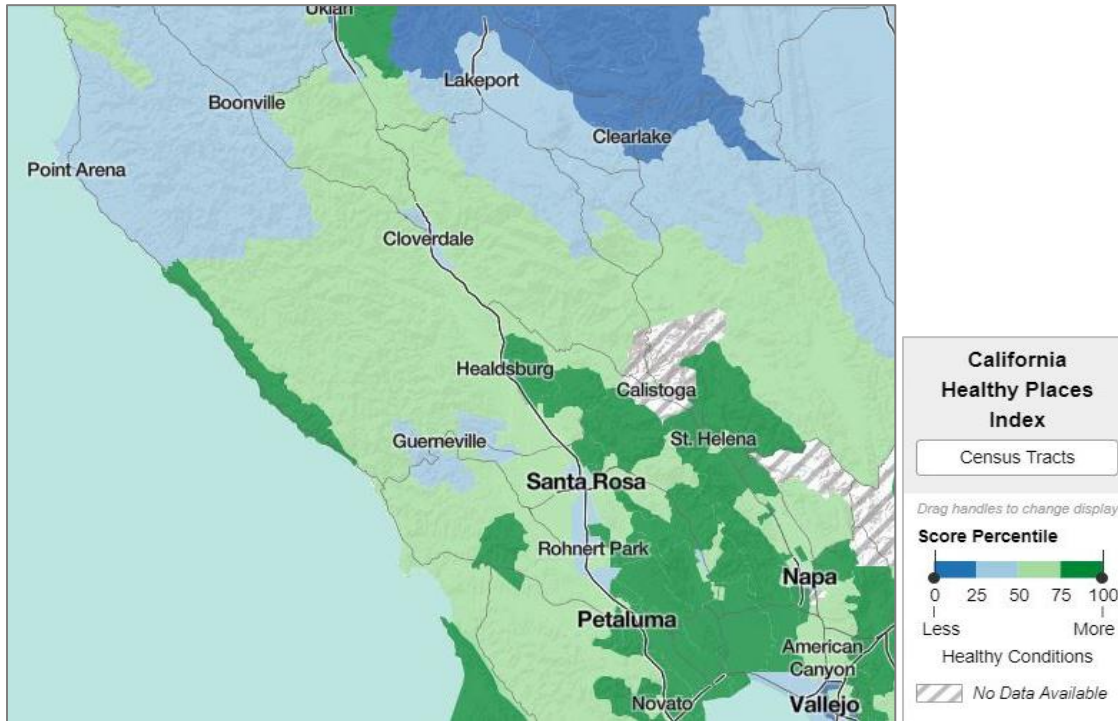 Ukiah
Lakeport
Boonville
Clearlake
Point Arena
Cloverdale
Healdsburg
Calistoga
Guerneville
St. Helena
Santa Rosa
Rohnert Park
Napa
Petaluma
American
Canyon
Novato
Vallejo
California
Healthy Places
Index
Census Tracts
Drag handles to change display
Score Percentile
0 25 50 75 100
Less More
Healthy Conditions
No Data Available